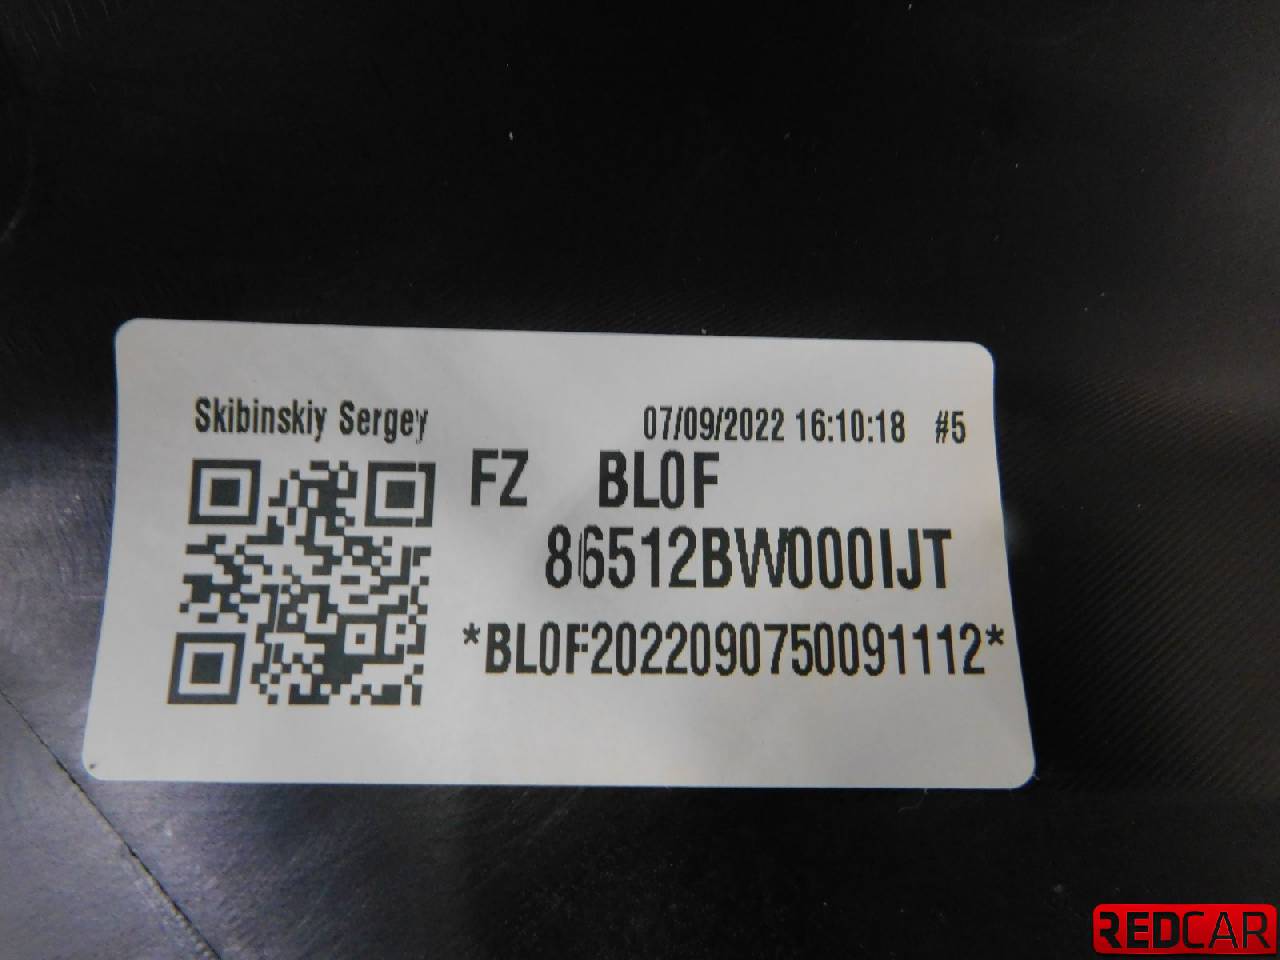 Skibinskiy Sergey 07/09/2022 16:10:18 #5
FZ BL0F
86512BW000IJT
*BL0F2022090750091112*
REDCAR